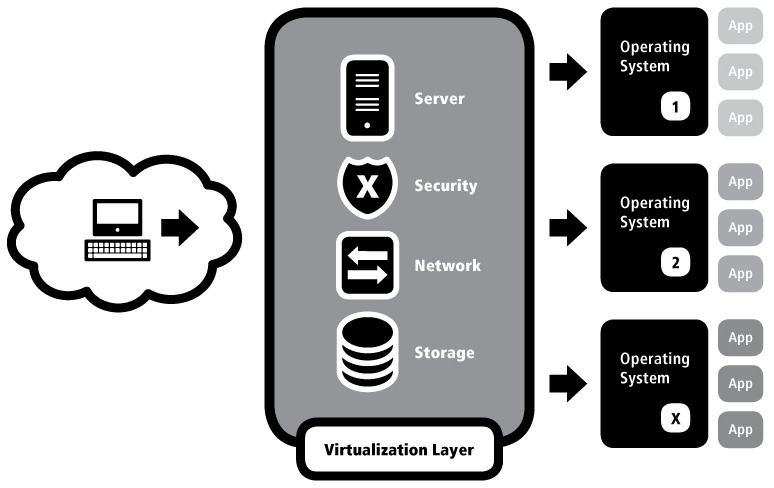 Server
X
Security
Network
Storage
Virtualization Layer
Operating
System
1
App
App
App
Operating
System
2
App
App
App
Operating
System
X
App
App
App